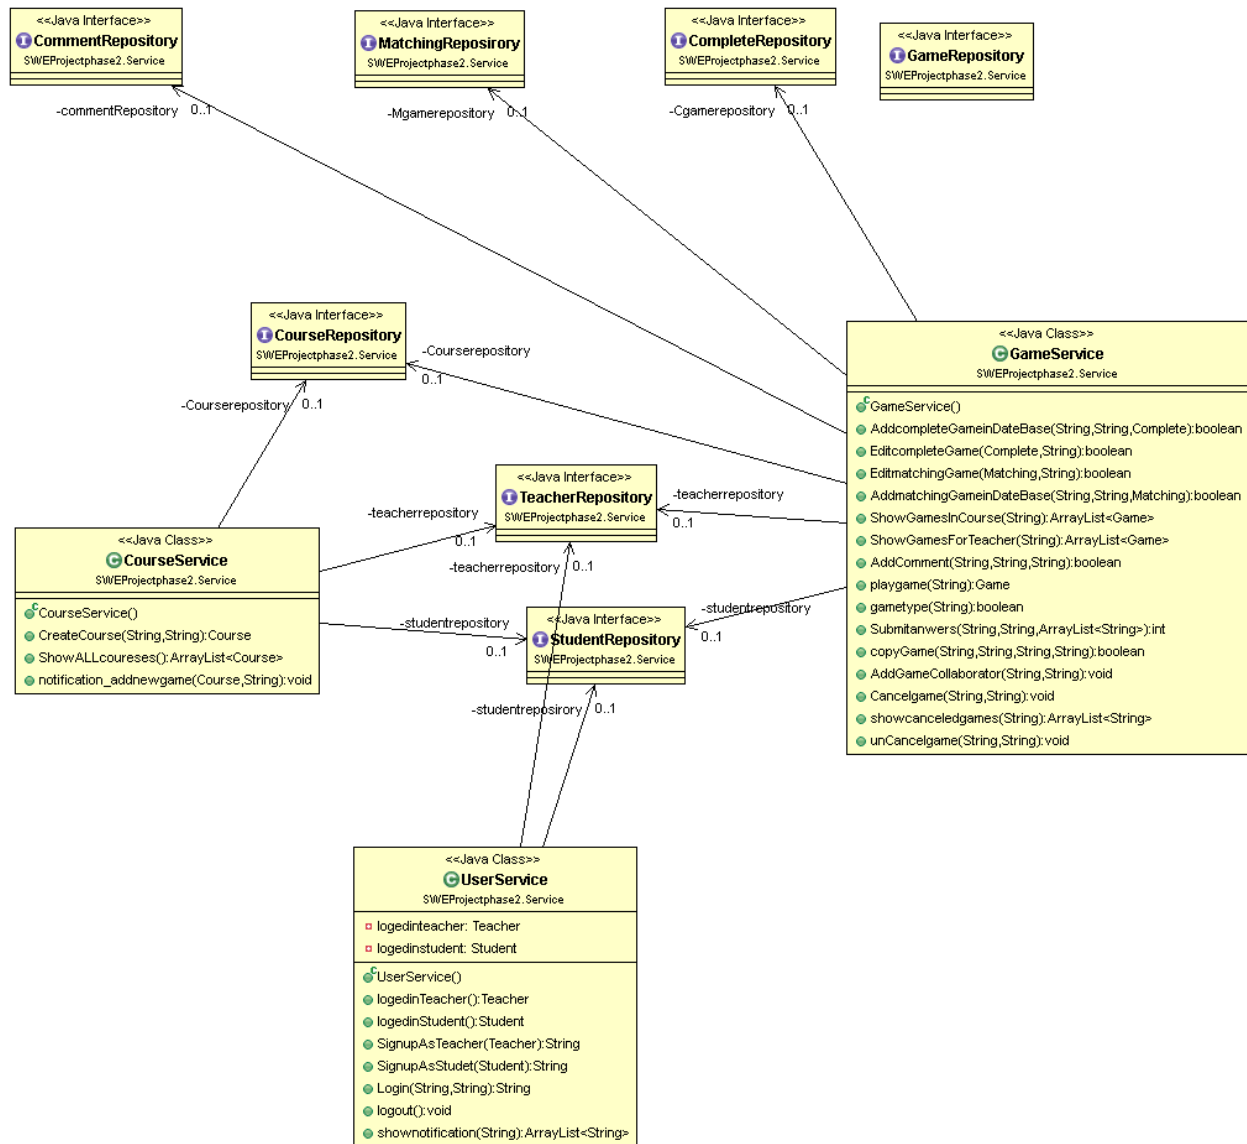 <<Java Interface>>
CommentRepository
SWEProjectphase2.Service
<<Java Interface>>
MatchingReposirory
SWEProjectphase2.Service
<<Java Interface>>
CompleteRepository
SWEProjectphase2.Service
<<Java Interface>>
GameRepository
SWEProjectphase2.Service
-commentRepository 0..1
-Mgamerepository 0..1
-Cgamerepository 0..1
<<Java Interface>>
CourseRepository
SWEProjectphase2.Service
-Courserepository
0..1
-Courserepository 0..1
<<Java Class>>
GameService
SWEProjectphase2.Service
GameService()
AddcompleteGameinDateBase(String,String,Complete):boolean
EditcompleteGame(Complete,String):boolean
EditmatchingGame(Matching,String):boolean
AddmatchingGameinDateBase(String,String,Matching):boolean
ShowGamesInCourse(String):ArrayList<Game>
ShowGamesForTeacher(String):ArrayList<Game>
AddComment(String,String,String):boolean
playgame(String):Game
gametype(String):boolean
Submitanwers(String,String,ArrayList<String>):int
copyGame(String,String,String,String):boolean
AddGameCollaborator(String,String):void
Cancelgame(String,String):void
showcanceledgames(String):ArrayList<String>
unCancelgame(String,String):void
<<Java Interface>>
TeacherRepository
SWEProjectphase2.Service
-teacherrepository
0..1
-teacherrepository
0..1
-teacherrepository 0..1
<<Java Class>>
CourseService
SWEProjectphase2.Service
CourseService()
CreateCourse(String,String):Course
ShowALLcoureses():ArrayList<Course>
notification_addnewgame(Course,String):void
<<Java Interface>>
StudentRepository
SWEProjectphase2.Service
-studentrepository
0..1
-studentrepository
0..1
-studentreposirory 0..1
<<Java Class>>
UserService
SWEProjectphase2.Service
logedinteacher: Teacher
logedinstudent: Student
UserService()
logedinTeacher():Teacher
logedinStudent():Student
SignupAsTeacher(Teacher):String
SignupAsStudet(Student):String
Login(String,String):String
logout():void
shownotification(String):ArrayList<String>